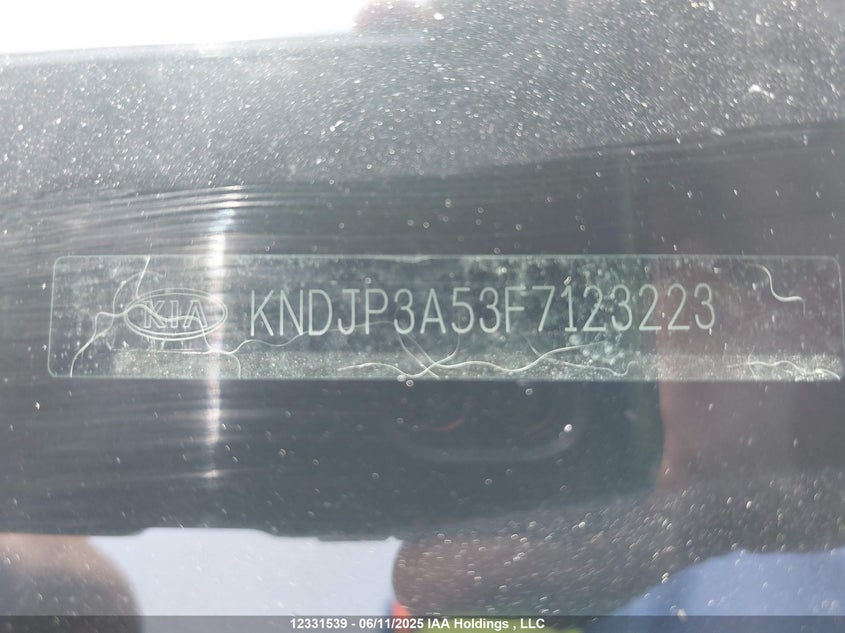 KIA KNDJP3A53F7123223
12331539 - 06/11/2025 IAA Holdings , LLC